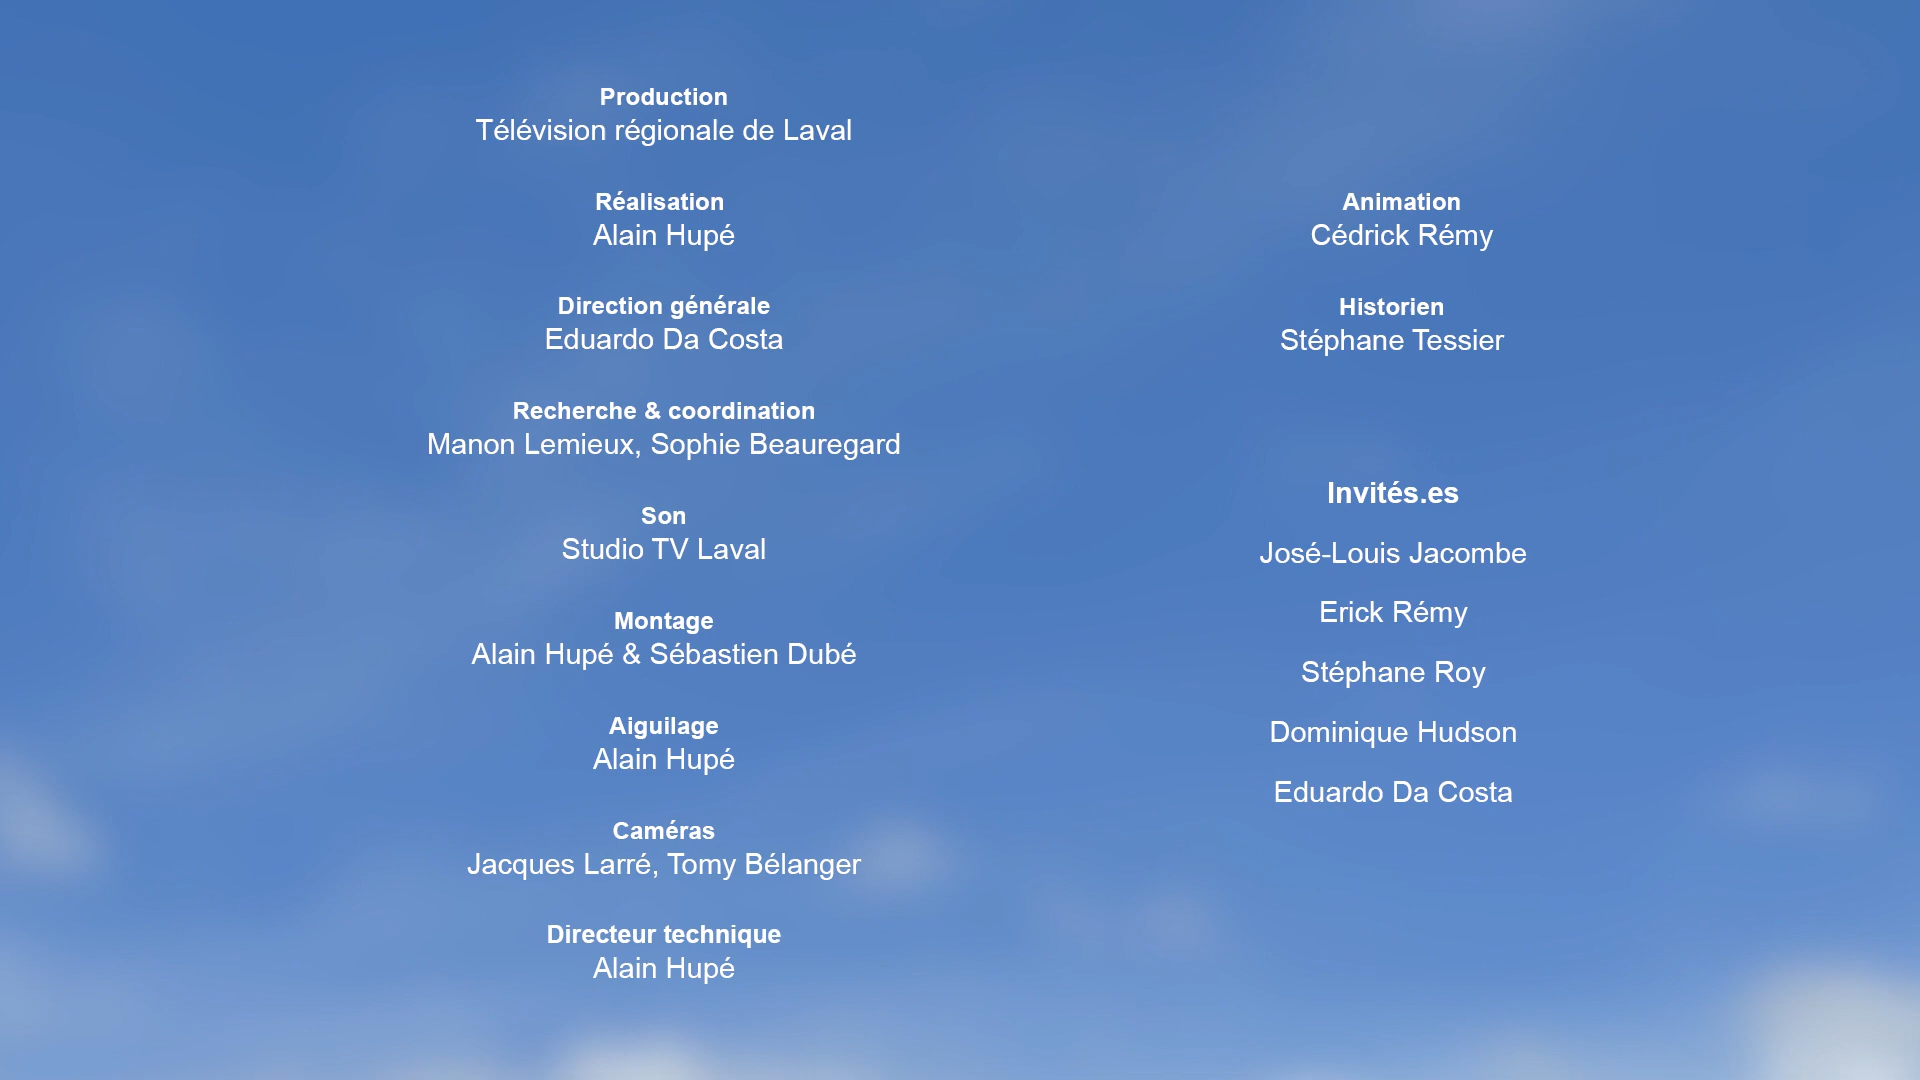 Production
Télévision régionale de Laval
Réalisation
Alain Hupé
Direction générale
Eduardo Da Costa
Recherche & coordination
Manon Lemieux, Sophie Beauregard
Son
Studio TV Laval
Montage
Alain Hupé & Sébastien Dubé
Aiguilage
Alain Hupé
Caméras
Jacques Larré, Tomy Bélanger
Directeur technique
Alain Hupé
Animation
Cédrick Rémy
Historien
Stéphane Tessier
Invités.es
José-Louis Jacombe
Erick Rémy
Stéphane Roy
Dominique Hudson
Eduardo Da Costa